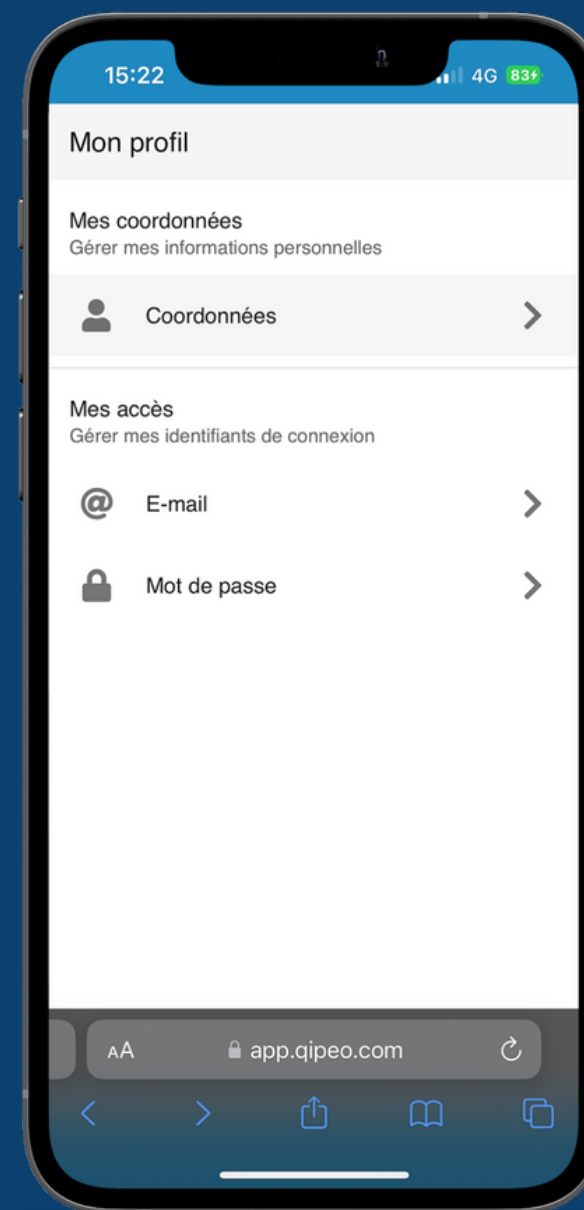 15:22 4G 83
Mon profil
Mes coordonnées
Gérer mes informations personnelles
Coordonnées
Mes accès
Gérer mes identifiants de connexion
@ E-mail
Mot de passe
AA app.qipeo.com